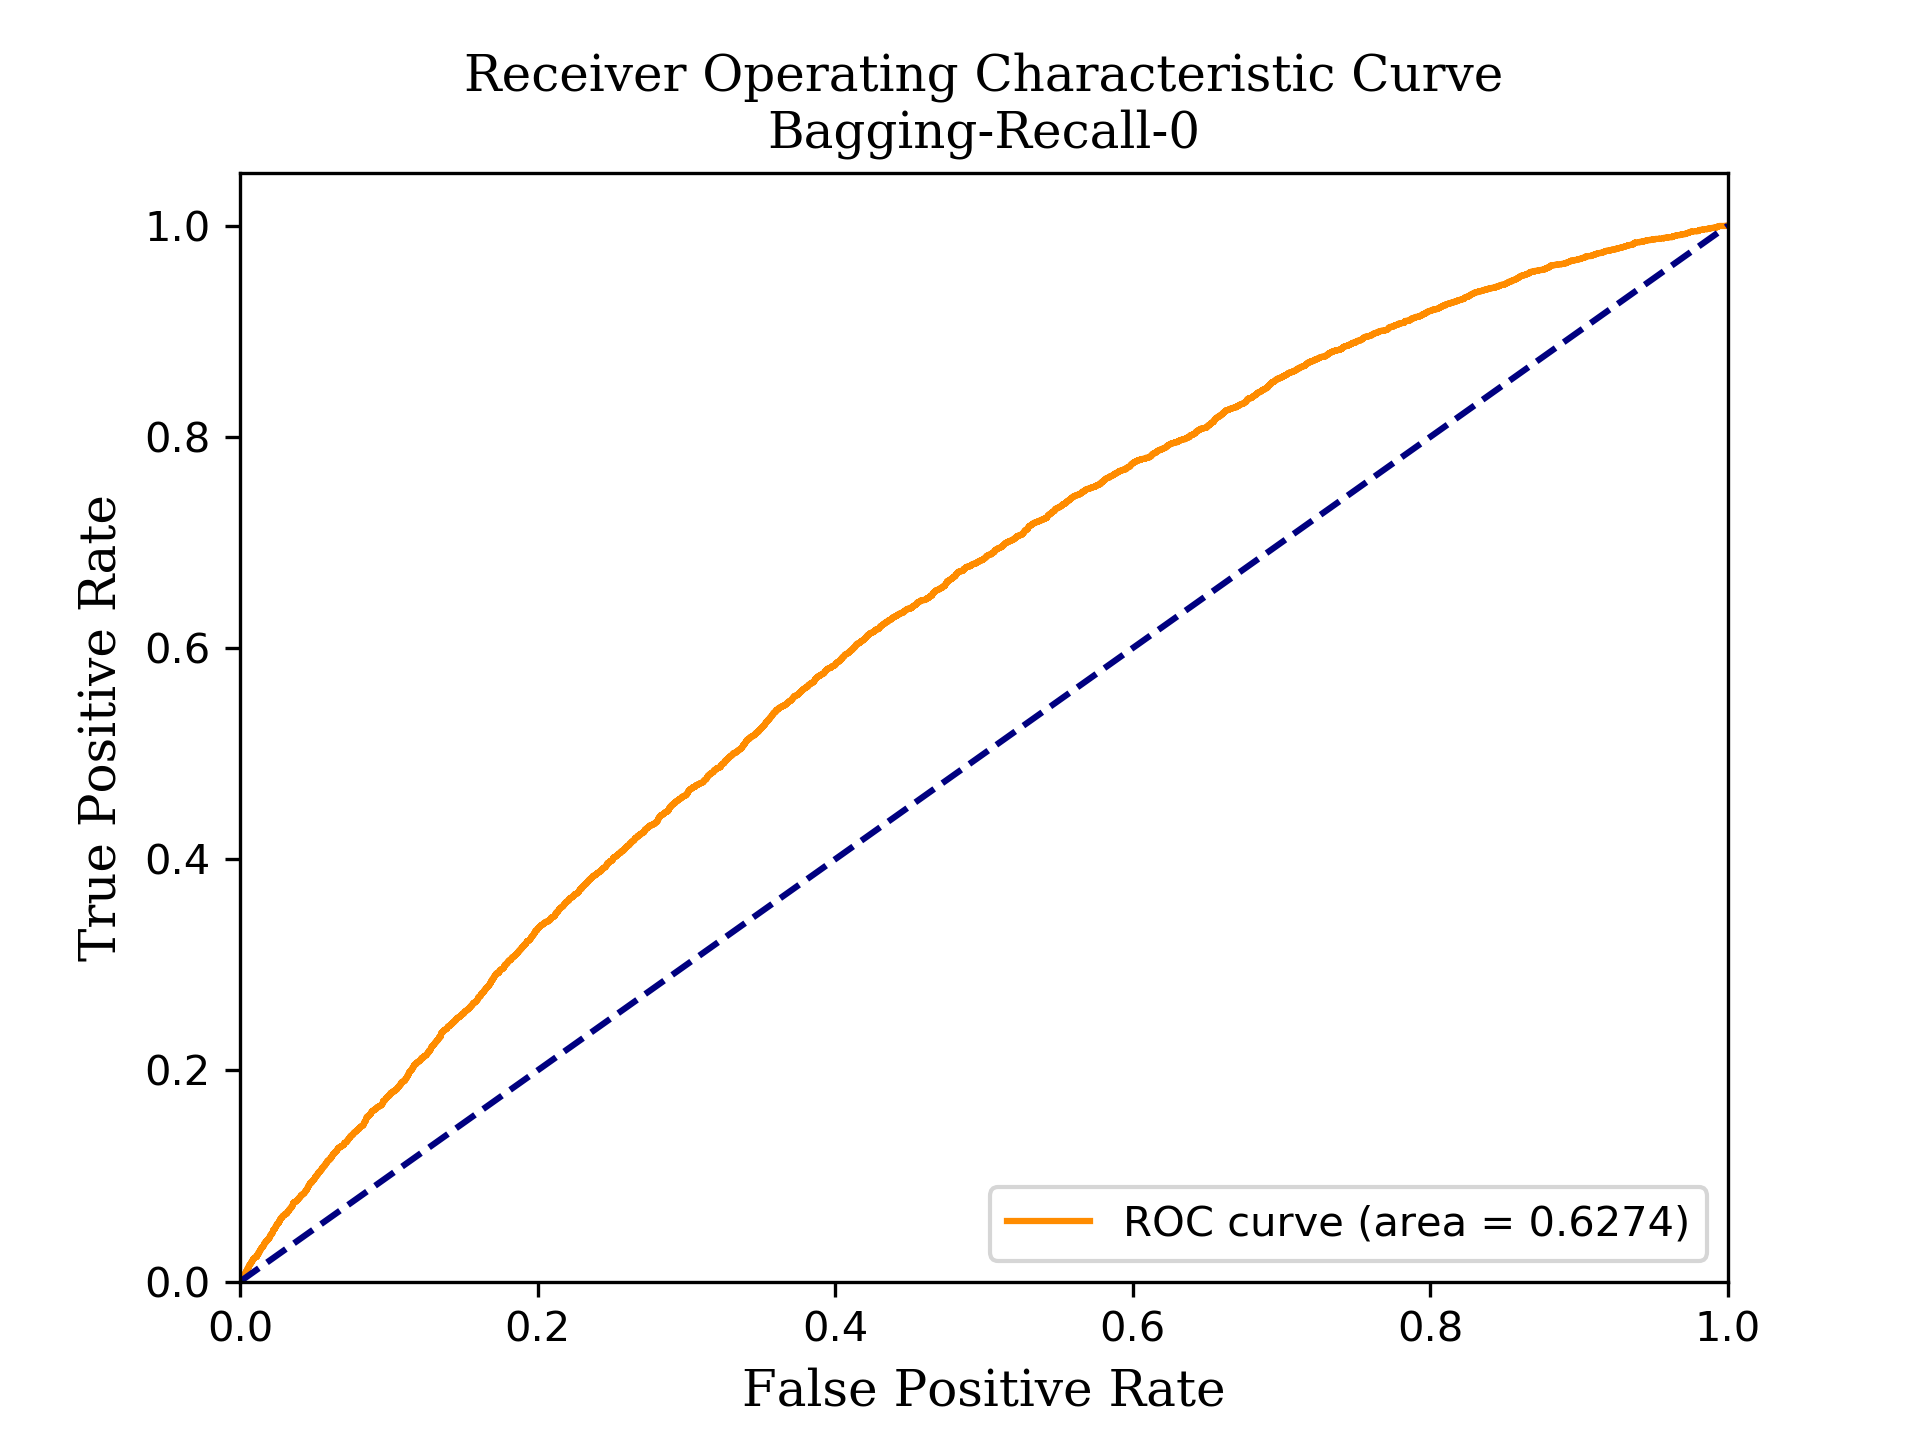 Receiver Operating Characteristic Curve
Bagging-Recall-0
True Positive Rate
1.0
0.8
0.6
0.4
0.2
0.0
ROC curve (area = 0.6274)
0.0 0.2 0.4 0.6 0.8 1.0
False Positive Rate